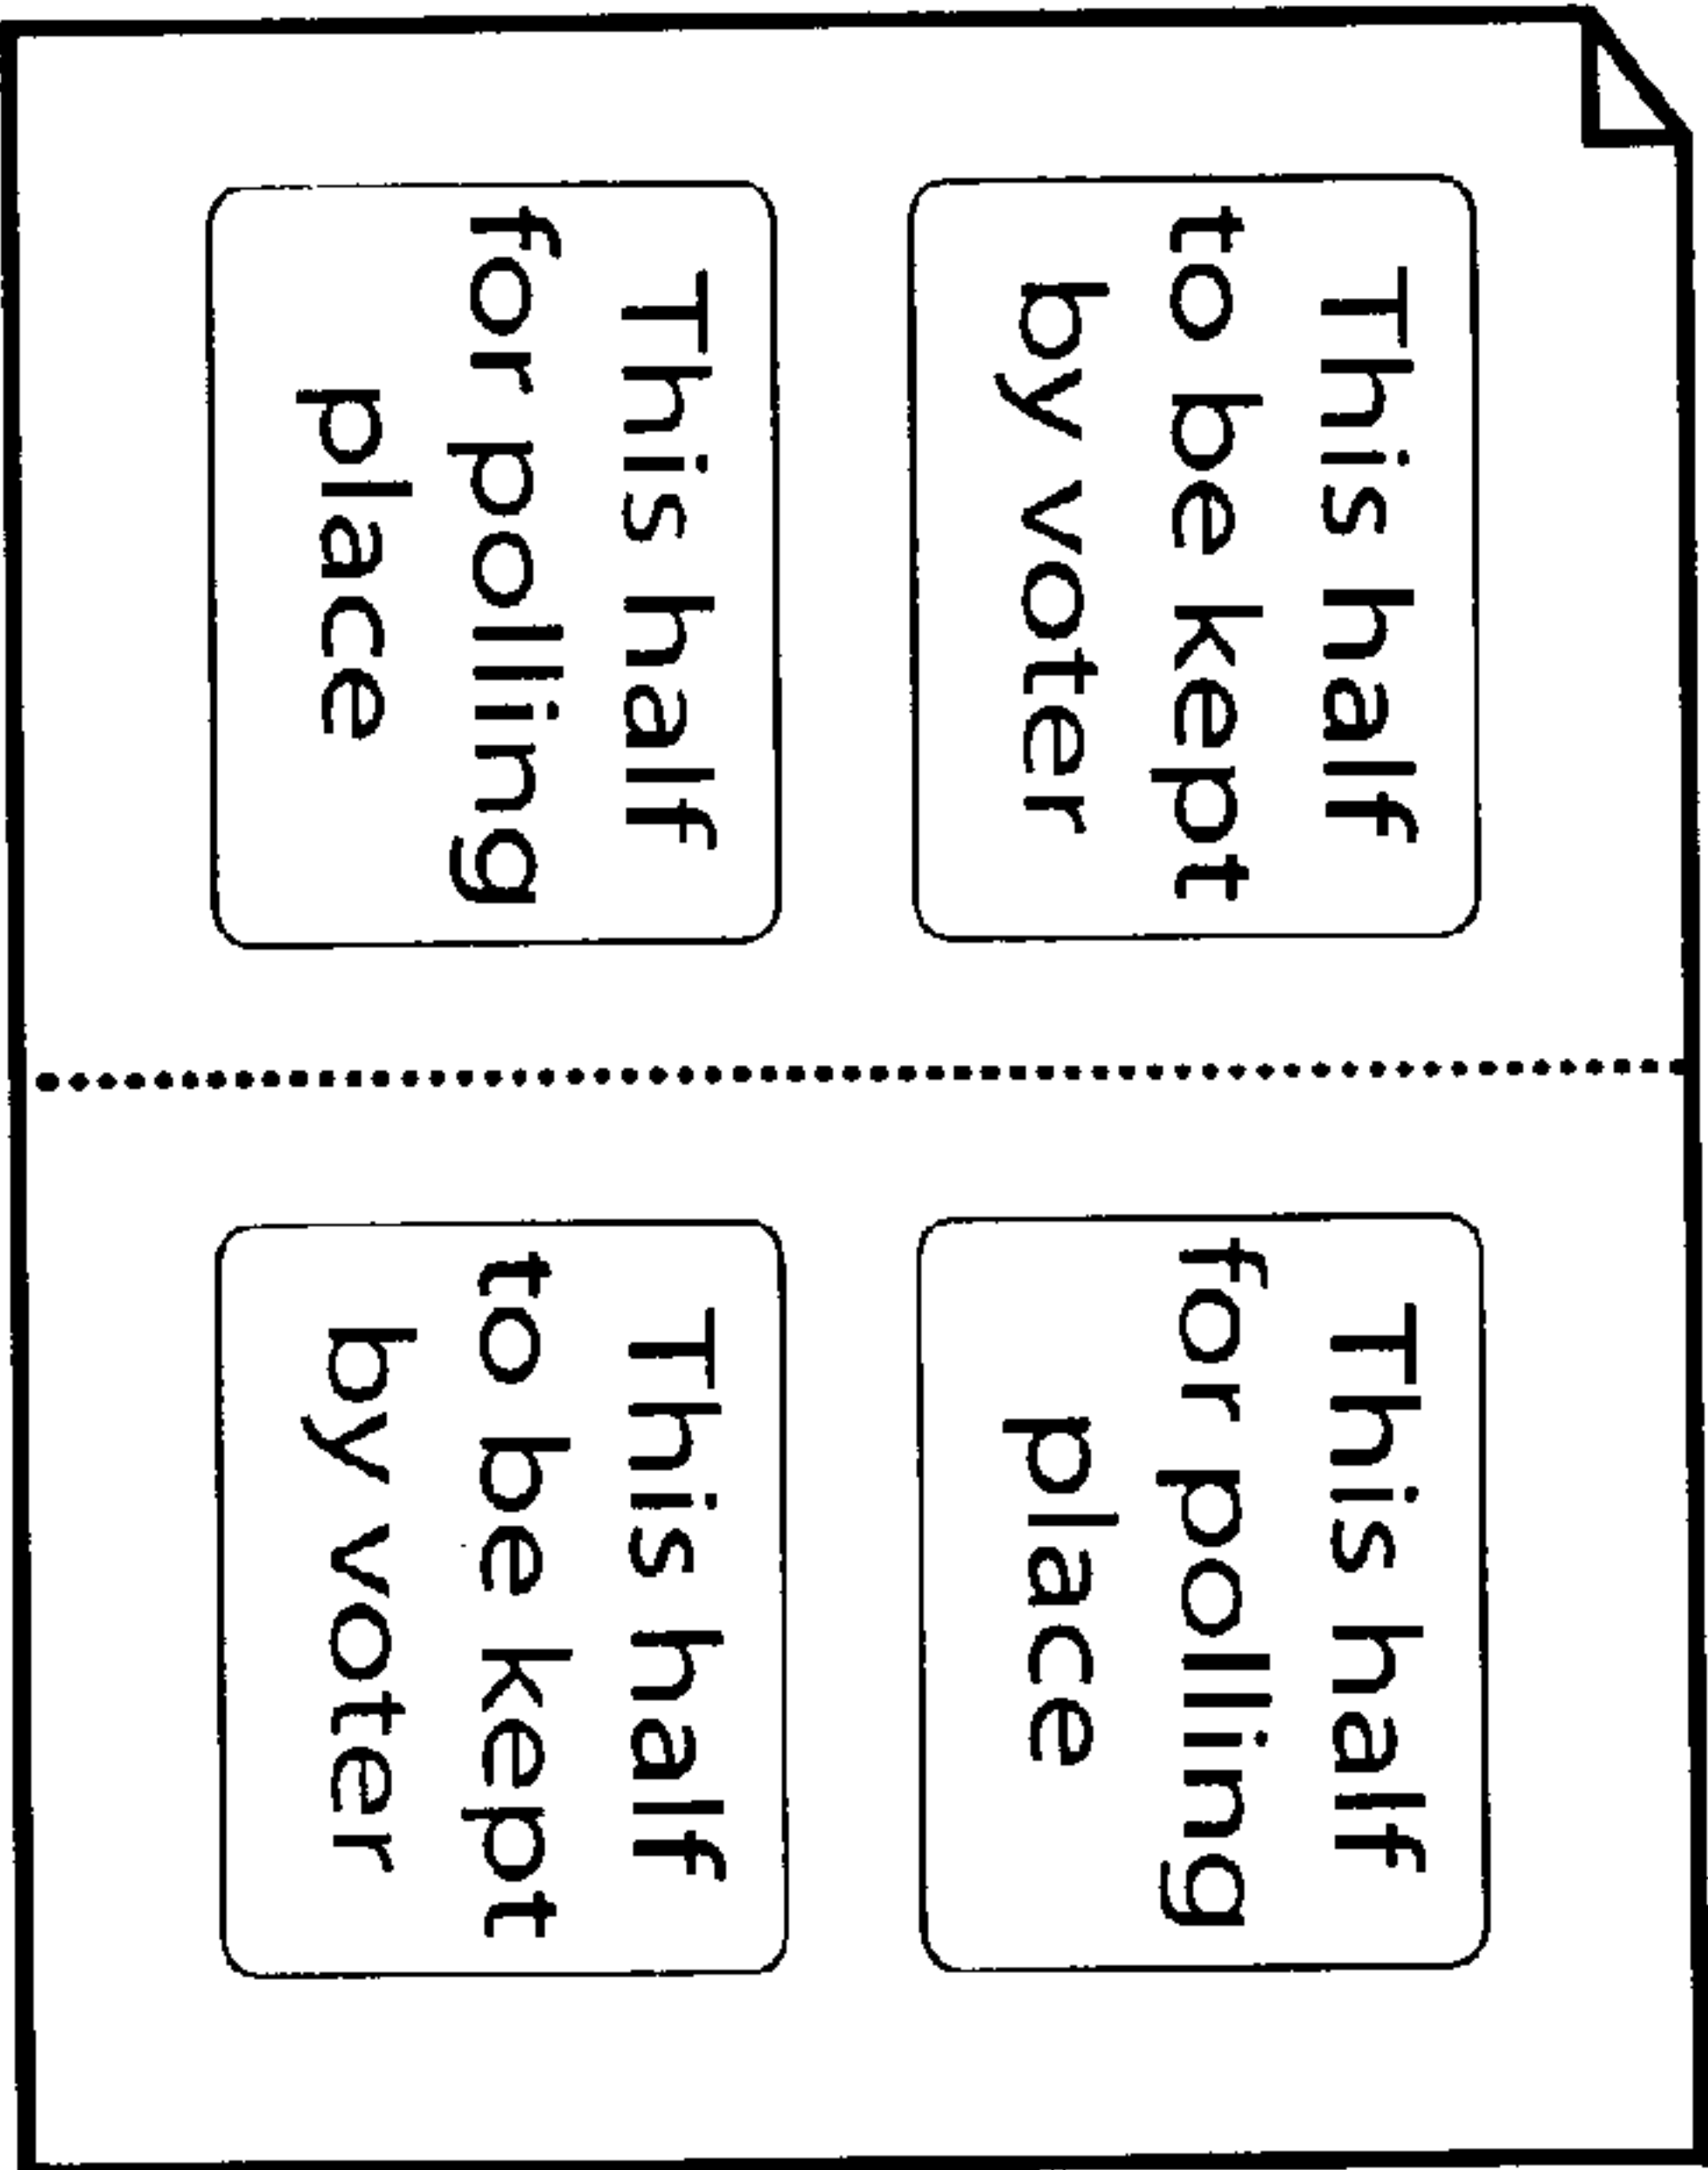 This half
to be kept
by voter
This half
for polling
place
This half
for polling
place
This half
to be kept
by voter